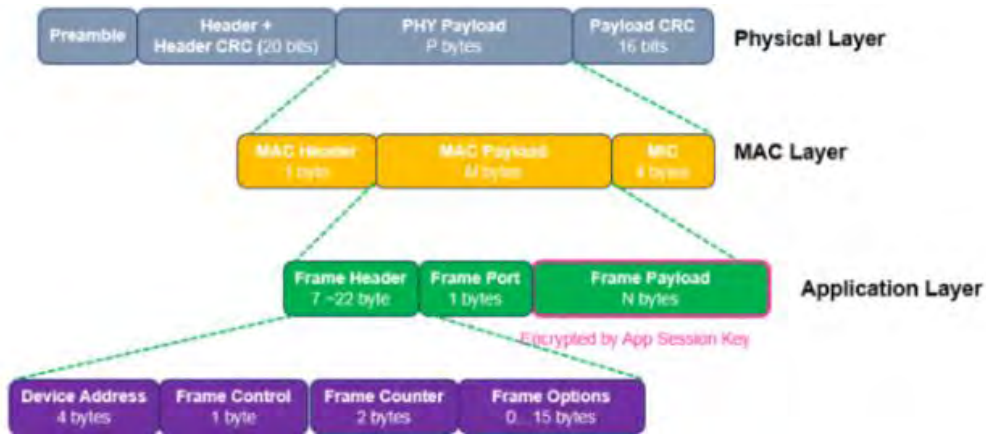 Preamble
Header +
Header CRC (20 bits)
PHY Payload
P bytes
Payload CRC
16 bits
Physical Layer
MAC Header
1 byte
MAC Payload
M bytes
MIC
4 bytes
MAC Layer
Frame Header
7 ~22 byte
Frame Port
1 bytes
Frame Payload
N bytes
Application Layer
Encrypted by App Session Key
Device Address
4 bytes
Frame Control
1 byte
Frame Counter
2 bytes
Frame Options
0... 15 bytes